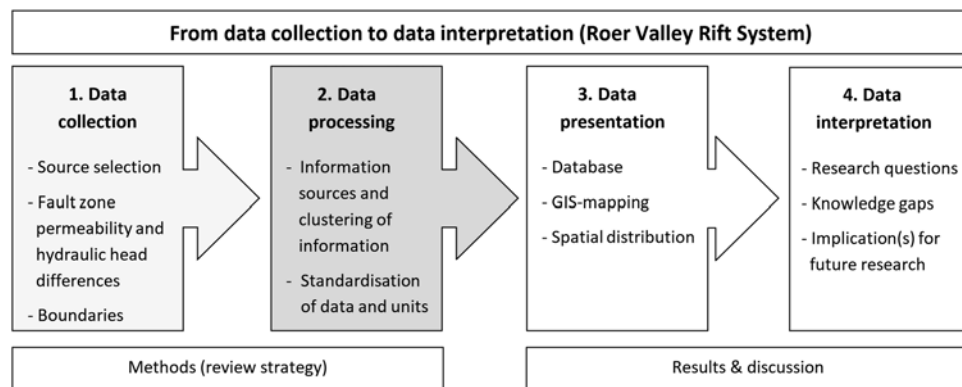 From data collection to data interpretation (Roer Valley Rift System)
1. Data
collection
- Source selection
- Fault zone
permeability and
hydraulic head
differences
- Boundaries
2. Data
processing
- Information
sources and
clustering of
information
- Standardisation
of data and units
3. Data
presentation
- Database
- GIS-mapping
- Spatial distribution
4. Data
interpretation
- Research questions
- Knowledge gaps
- Implication(s) for
future research
Methods (review strategy)
Results & discussion